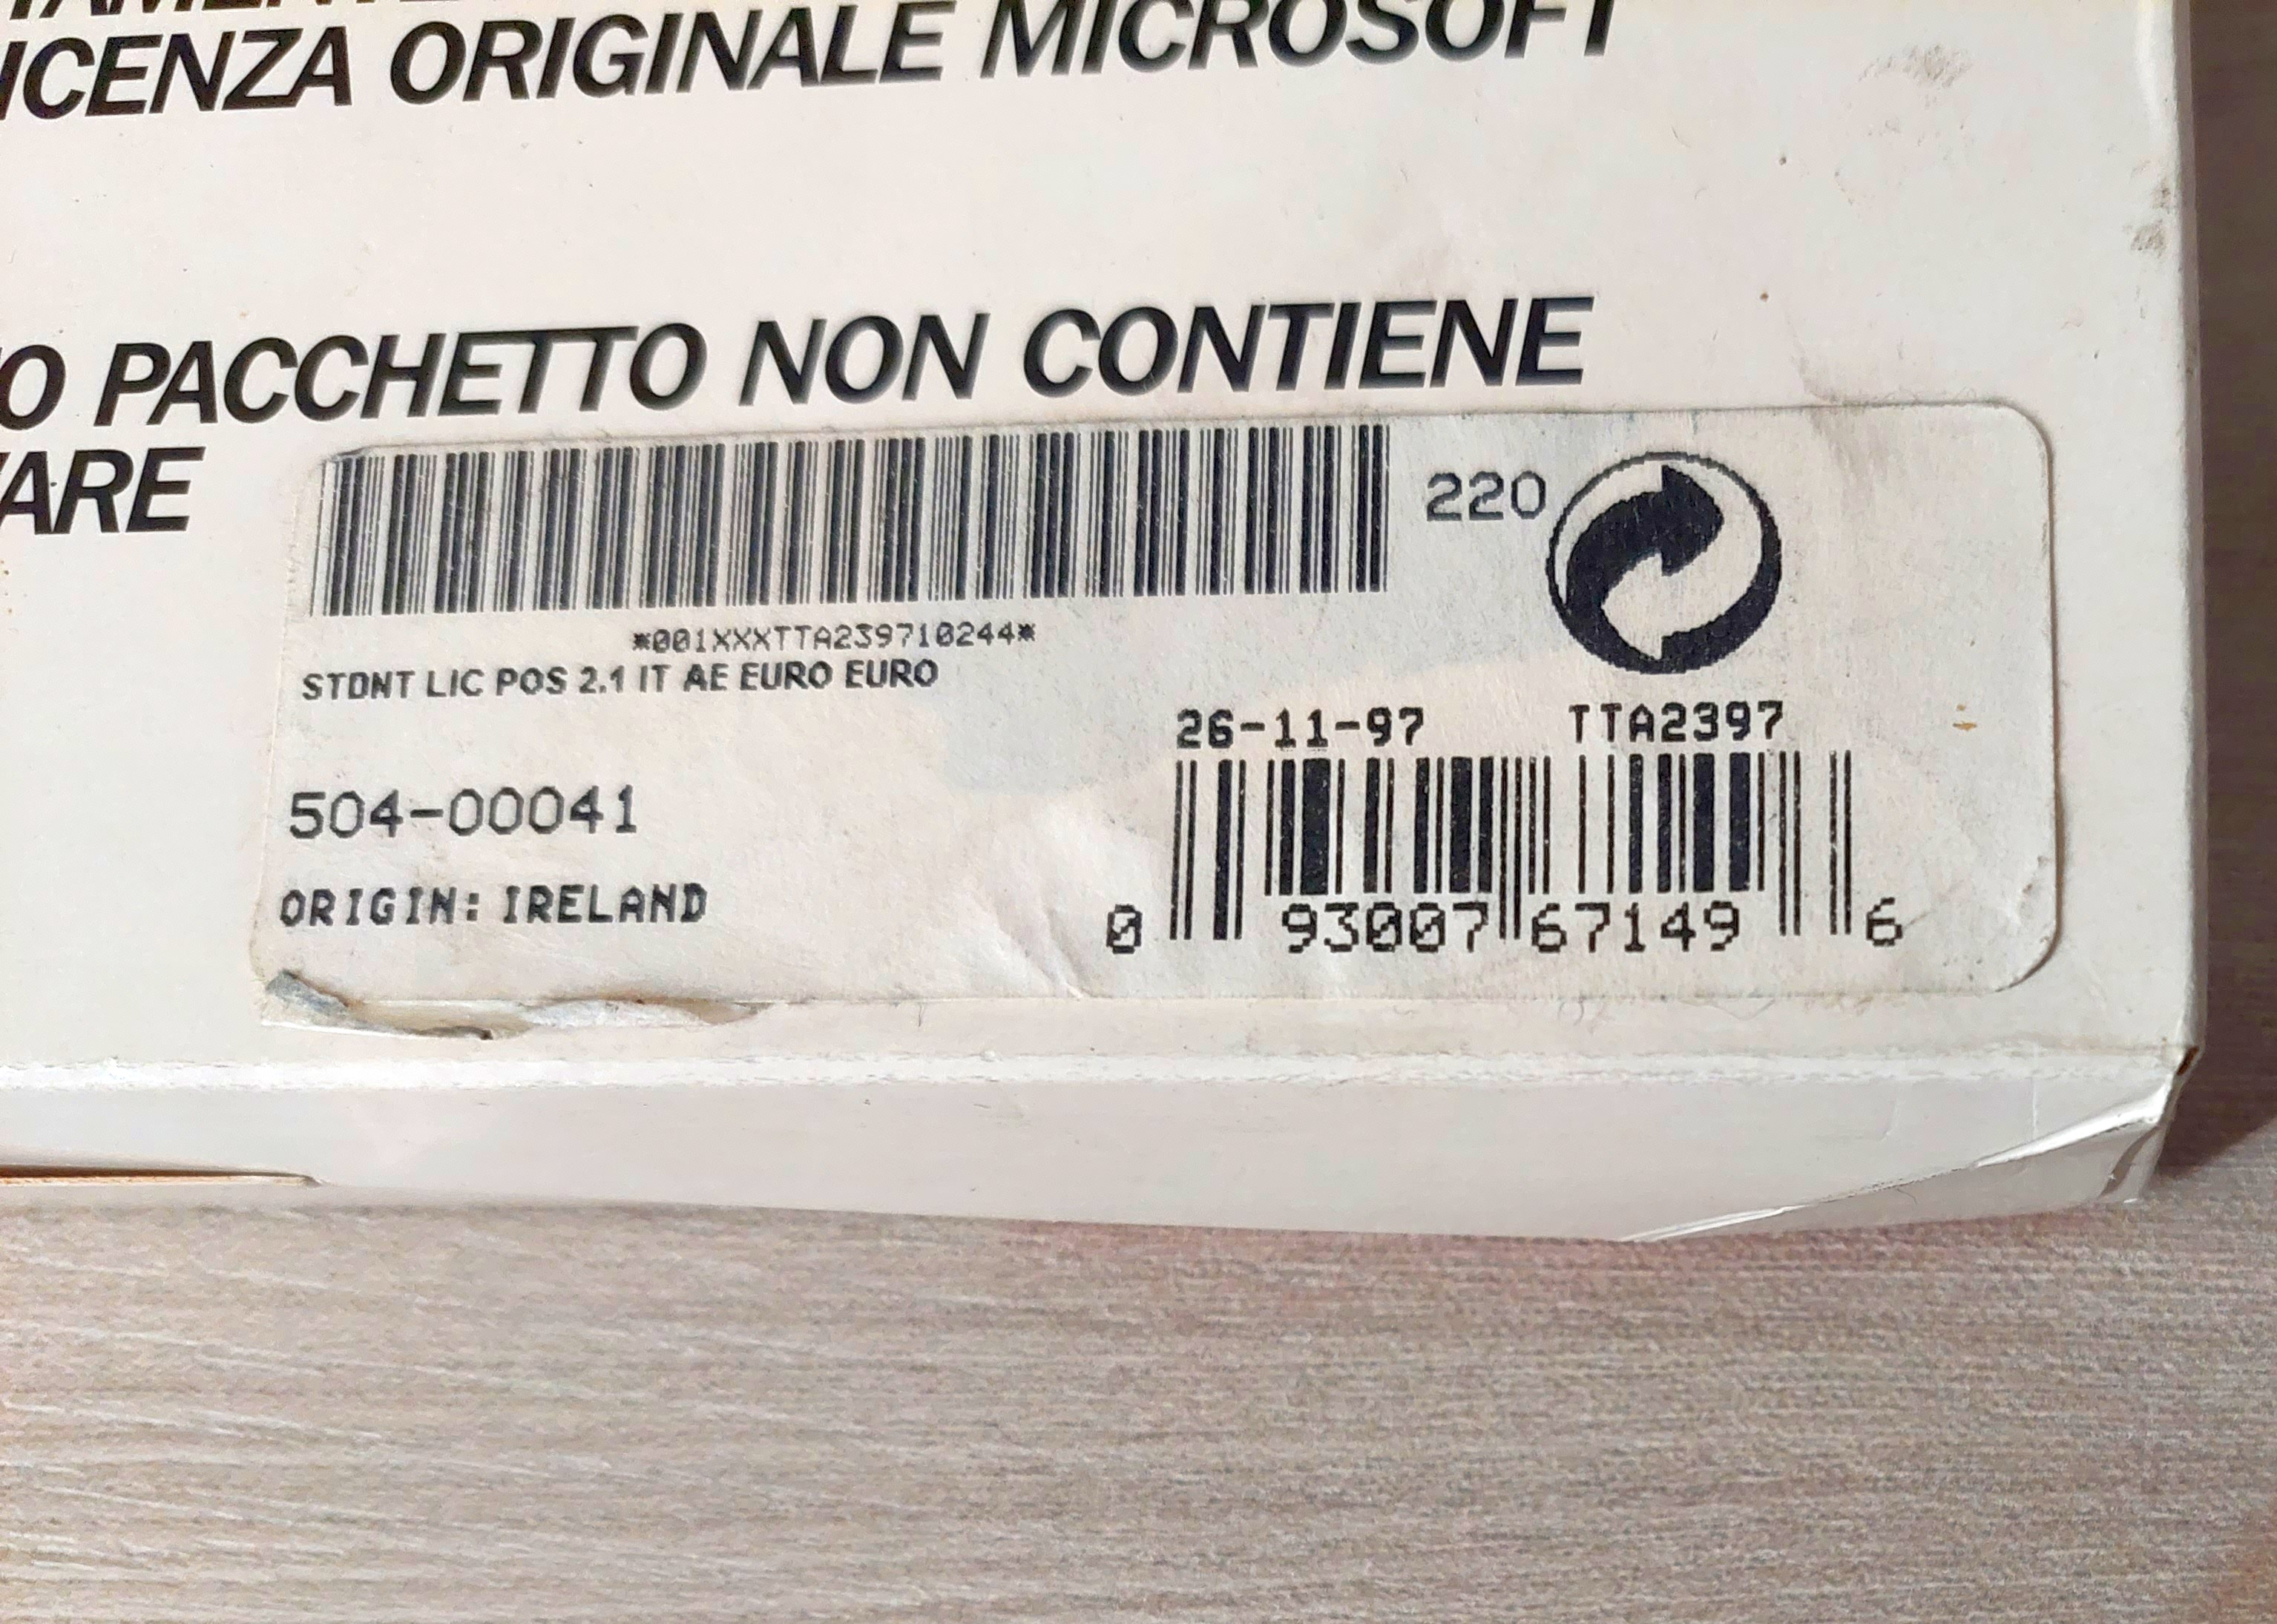 ICENZA ORIGINALE MICROSOFT
O PACCHETTO NON CONTIENE
ARE
220
*001XXXTTA239710244*
STDNT LIC POS 2.1 IT AE EURO EURO
26-11-97 TTA2397
504-00041
ORIGIN: IRELAND
0 93007 67149 6